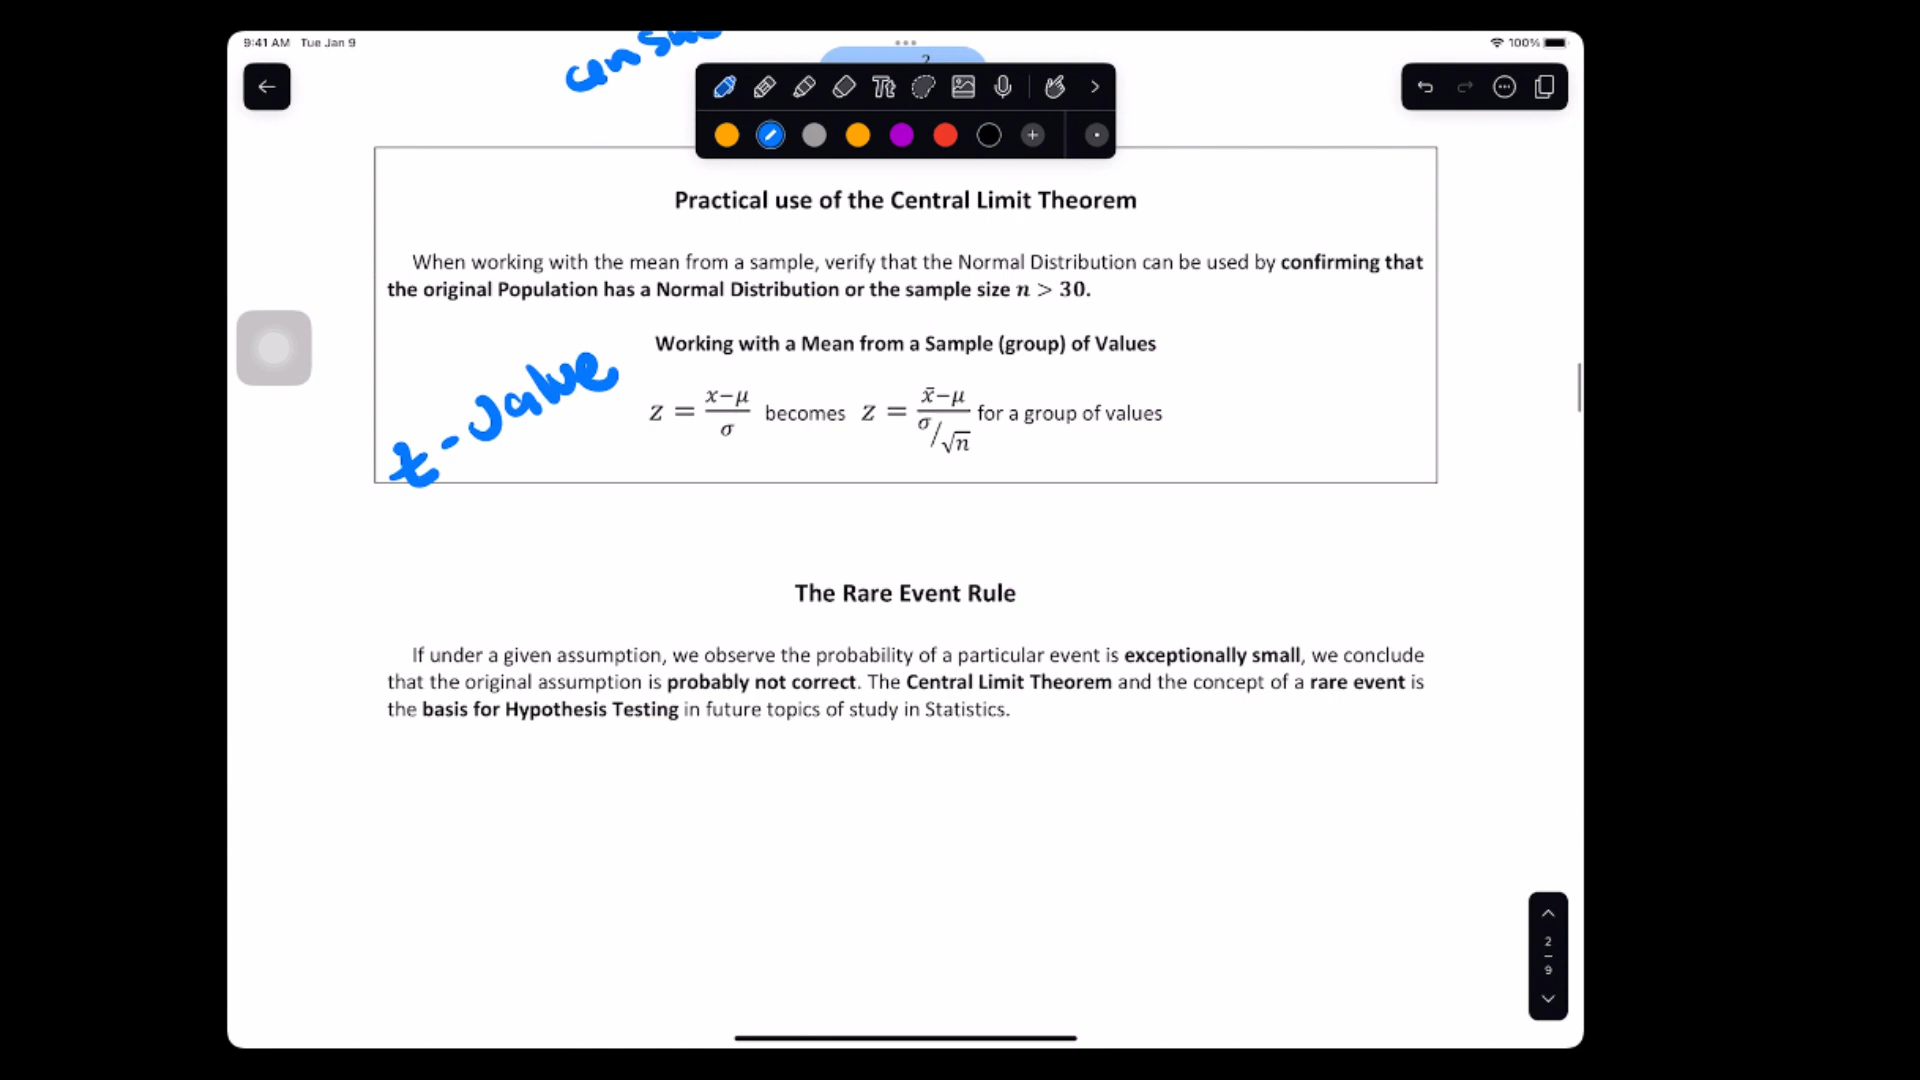 9:41 AM Tue Jan 9
100%
can
2
Tt
Practical use of the Central Limit Theorem
When working with the mean from a sample, verify that the Normal Distribution can be used by confirming that
the original Population has a Normal Distribution or the sample size n > 30.
Working with a Mean from a Sample (group) of Values
z = x−μ / σ becomes z = x̄−μ / σ/√n for a group of values
z - value
The Rare Event Rule
If under a given assumption, we observe the probability of a particular event is exceptionally small, we conclude
that the original assumption is probably not correct. The Central Limit Theorem and the concept of a rare event is
the basis for Hypothesis Testing in future topics of study in Statistics.
2
9